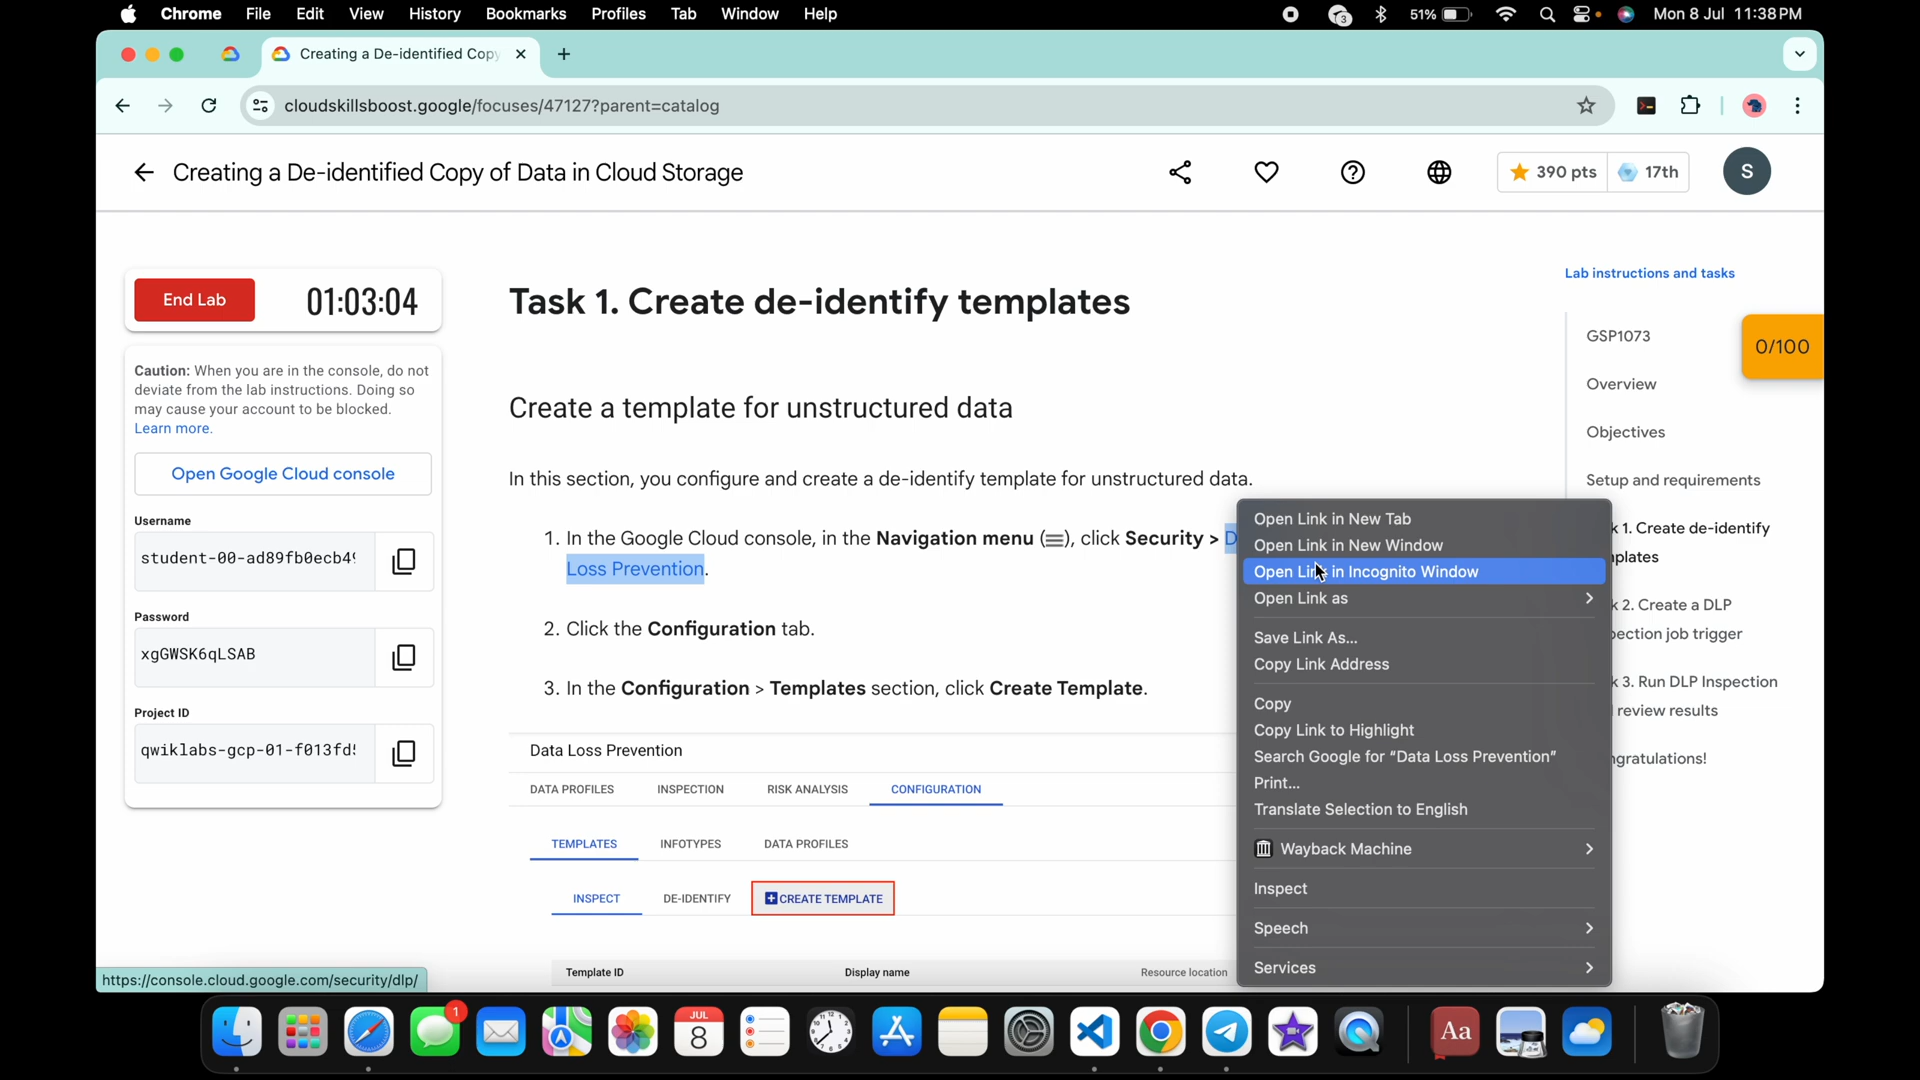 Chrome File Edit View History Bookmarks Profiles Tab Window Help
3 51% Mon 8 Jul 11:38 PM
Creating a De-identified Copy
cloudskillsboost.google/focuses/47127?parent=catalog
Creating a De-identified Copy of Data in Cloud Storage
390 pts 17th S
End Lab 01:03:04
Caution: When you are in the console, do not
deviate from the lab instructions. Doing so
may cause your account to be blocked.
Learn more.
Open Google Cloud console
Username
student-00-ad89fb0ecb49
Password
xgGWSK6qLSAB
Project ID
qwiklabs-gcp-01-f013fd5
Task 1. Create de-identify templates
Create a template for unstructured data
In this section, you configure and create a de-identify template for unstructured data.
1. In the Google Cloud console, in the Navigation menu (), click Security > D
Loss Prevention.
2. Click the Configuration tab.
3. In the Configuration > Templates section, click Create Template.
Data Loss Prevention
DATA PROFILES INSPECTION RISK ANALYSIS CONFIGURATION
TEMPLATES INFOTYPES DATA PROFILES
INSPECT DE-IDENTIFY CREATE TEMPLATE
Template ID Display name Resource location
Lab instructions and tasks
GSP1073
0/100
Overview
Objectives
Setup and requirements
k 1. Create de-identify
nplates
k 2. Create a DLP
pection job trigger
k 3. Run DLP Inspection
review results
ngratulations!
Open Link in New Tab
Open Link in New Window
Open Link in Incognito Window
Open Link as
Save Link As...
Copy Link Address
Copy
Copy Link to Highlight
Search Google for “Data Loss Prevention”
Print...
Translate Selection to English
Wayback Machine
Inspect
Speech
Services
https://console.cloud.google.com/security/dlp/
1
JUL
8
Aa